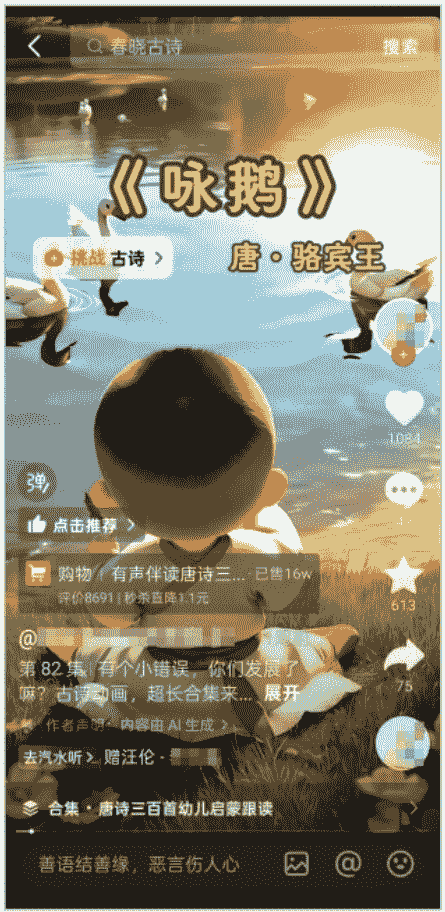 春晓古诗 搜索
《咏鹅》
挑战 古诗 >
唐·骆宾王
1084
弹
点击推荐 >
购物 | 有声伴读唐诗三... 已售16w
评价8691 | 秒杀直降1.1元
613
@
第 82 集 | 有个小错误，你们发展了
嘛？古诗动画，超长合集来... 展开
75
作者声明：内容由 AI 生成 >
去汽水听 > 赠汪伦 -
合集·唐诗三百首幼儿启蒙跟读
善语结善缘，恶言伤人心